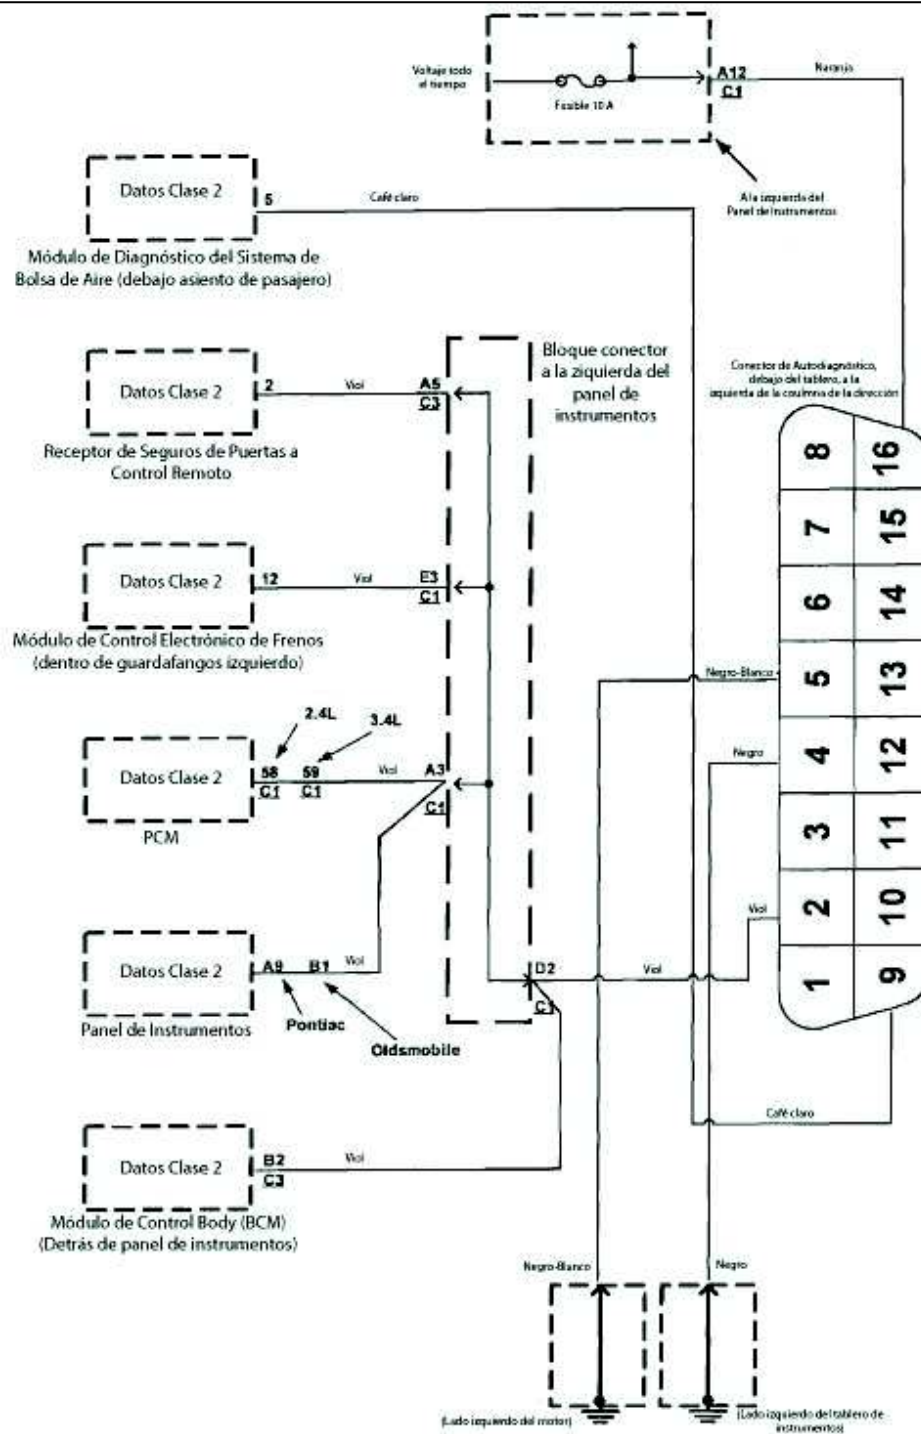 Voltaje todo
el tiempo
Fusible 10 A
A12
C1
Naranja
A la izquierda del
Panel de Instrumentos
Datos Clase 2
5
Café claro
Módulo de Diagnóstico del Sistema de
Bolsa de Aire (debajo asiento de pasajero)
Bloque conector
a la ziquierda del
panel de
instrumentos
Conector de Autodiagnóstico,
debajo del tablero, a la
izquierda de la coulmna de la dirección
Datos Clase 2
2
Viol
A5
C3
Receptor de Seguros de Puertas a
Control Remoto
Datos Clase 2
12
Viol
E3
C1
Módulo de Control Electrónico de Frenos
(dentro de guardafangos izquierdo)
2.4L
3.4L
Datos Clase 2
58
C1
59
C1
Viol
A3
C1
PCM
Datos Clase 2
A9
B1
Viol
Panel de Instrumentos
Pontiac
Oldsmobile
D2
C1
Viol
Datos Clase 2
B2
C3
Viol
Módulo de Control Body (BCM)
(Detrás de panel de instrumentos)
8 16
7 15
6 14
5 13
4 12
3 11
2 10
1 9
Negro-Blanco
Negro
Viol
Café claro
Negro-Blanco
Negro
(Lado izquierdo del motor)
(Lado izquierdo del tablero de
instrumentos)